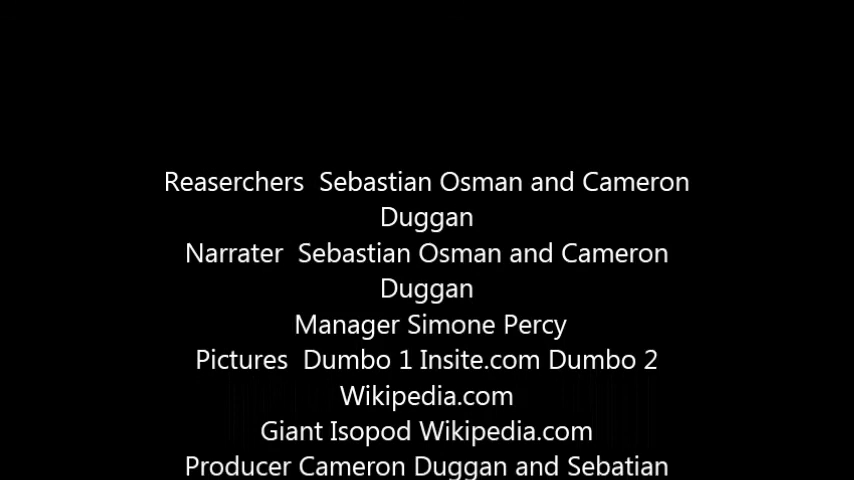 Reaserchers  Sebastian Osman and Cameron
Duggan
Narrater  Sebastian Osman and Cameron
Duggan
Manager Simone Percy
Pictures  Dumbo 1 Insite.com Dumbo 2
Wikipedia.com
Giant Isopod Wikipedia.com
Producer Cameron Duggan and Sebatian